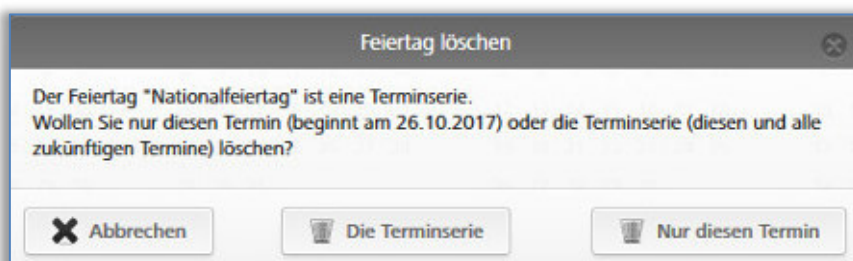 Feiertag löschen
Der Feiertag "Nationalfeiertag" ist eine Terminserie.
Wollen Sie nur diesen Termin (beginnt am 26.10.2017) oder die Terminserie (diesen und alle
zukünftigen Termine) löschen?
Abbrechen Die Terminserie Nur diesen Termin